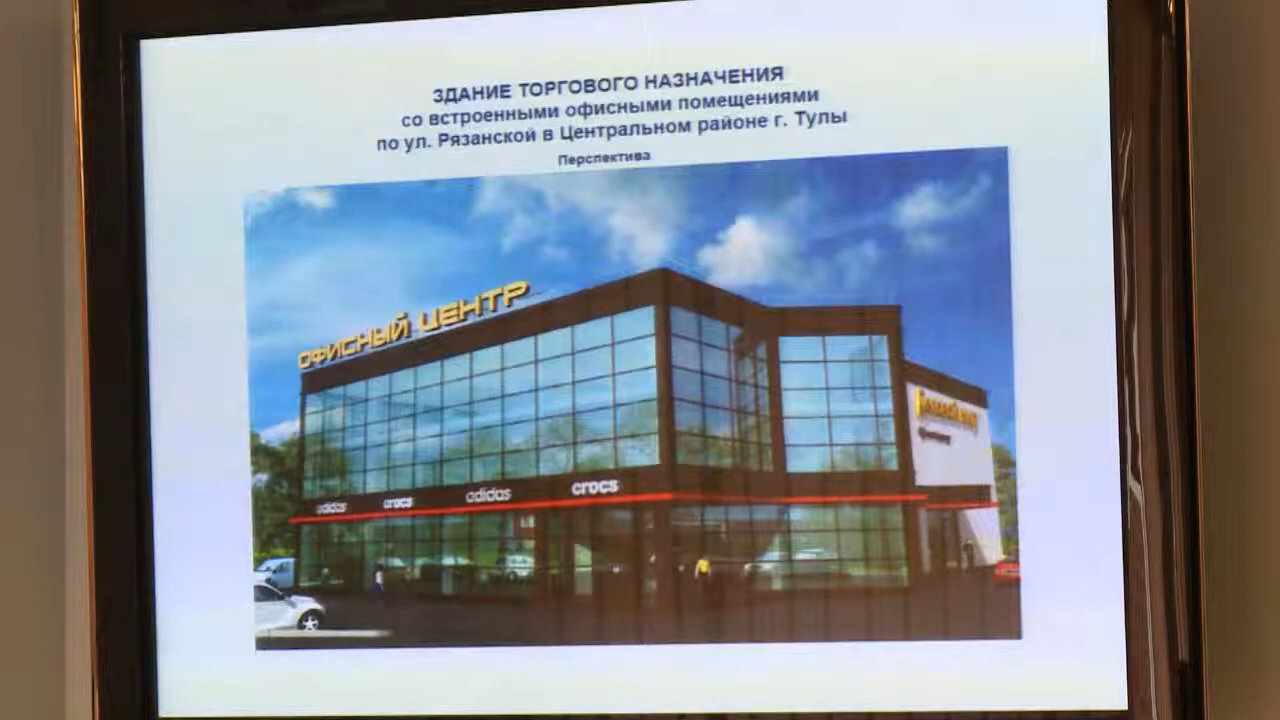 ЗДАНИЕ ТОРГОВОГО НАЗНАЧЕНИЯ
со встроенными офисными помещениями
по ул. Рязанской в Центральном районе г. Тулы
Перспектива
ОФИСНЫЙ ЦЕНТР
adidas crocs adidas crocs